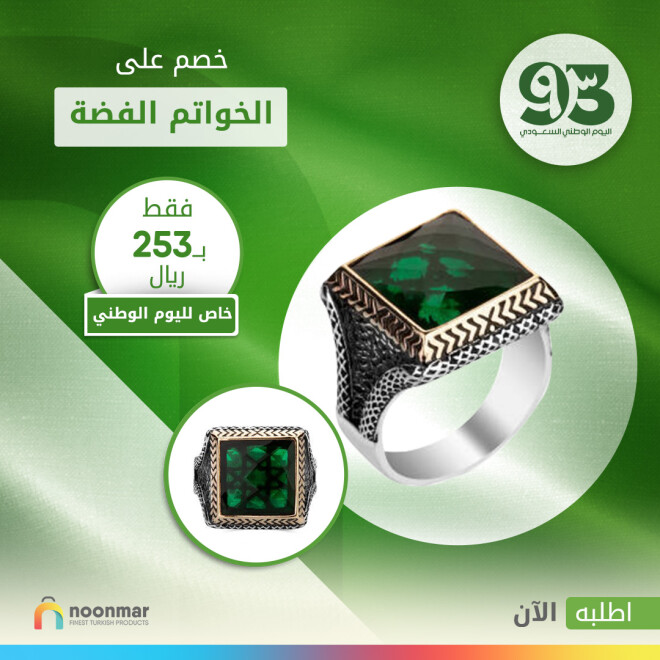 خصم على
الخواتم الفضة
93
اليوم الوطني السعودي
فقط
بـ253
ريال
خاص لليوم الوطني
noonmar
FINEST TURKISH PRODUCTS
اطلبه الآن